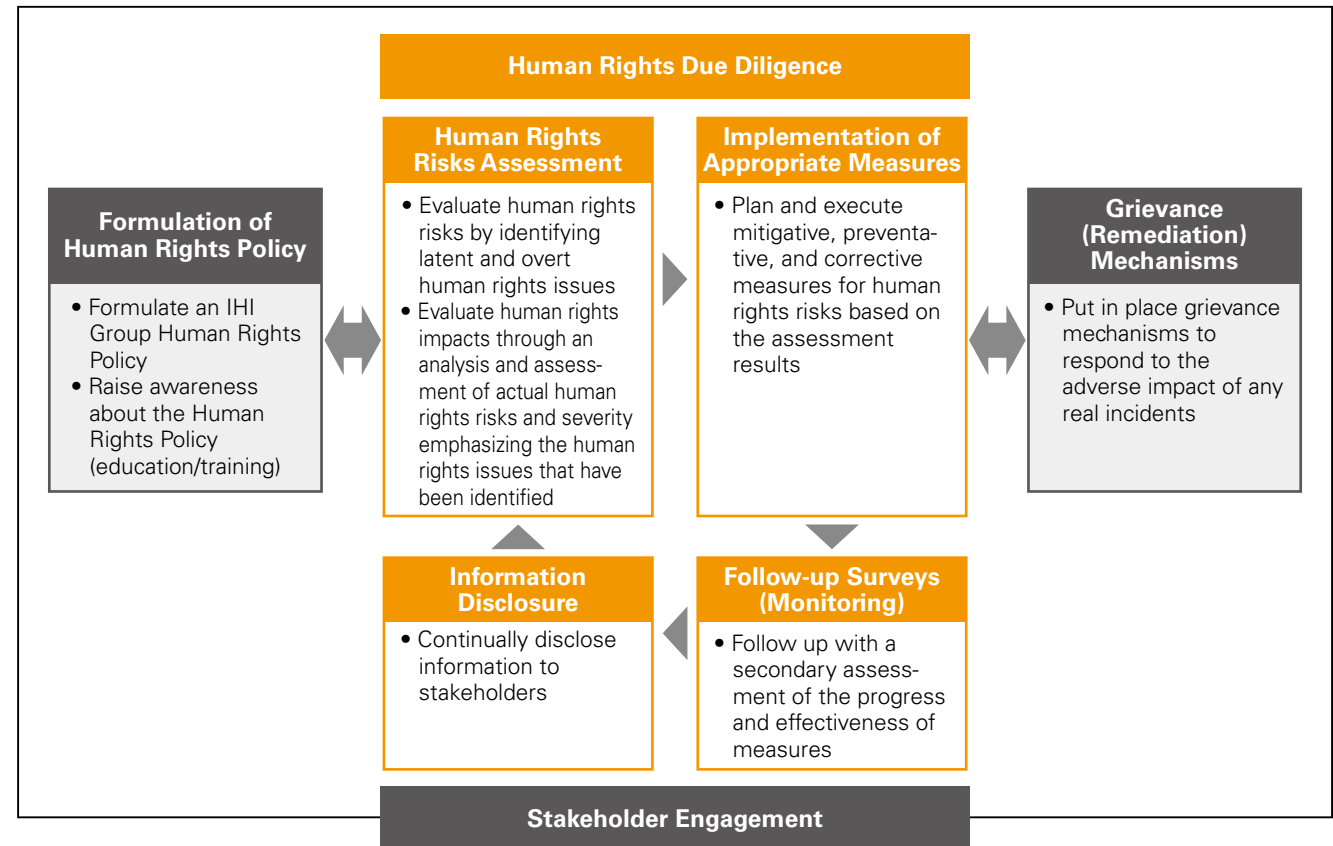 Human Rights Due Diligence
Formulation of
Human Rights Policy
• Formulate an IHI
Group Human Rights
Policy
• Raise awareness
about the Human
Rights Policy
(education/training)
Human Rights
Risks Assessment
• Evaluate human rights
risks by identifying
latent and overt
human rights issues
• Evaluate human rights
impacts through an
analysis and assess-
ment of actual human
rights risks and severity
emphasizing the human
rights issues that have
been identified
Implementation of
Appropriate Measures
• Plan and execute
mitigative, preventa-
tive, and corrective
measures for human
rights risks based on
the assessment
results
Grievance
(Remediation)
Mechanisms
• Put in place grievance
mechanisms to
respond to the
adverse impact of any
real incidents
Information
Disclosure
• Continually disclose
information to
stakeholders
Follow-up Surveys
(Monitoring)
• Follow up with a
secondary assess-
ment of the progress
and effectiveness of
measures
Stakeholder Engagement